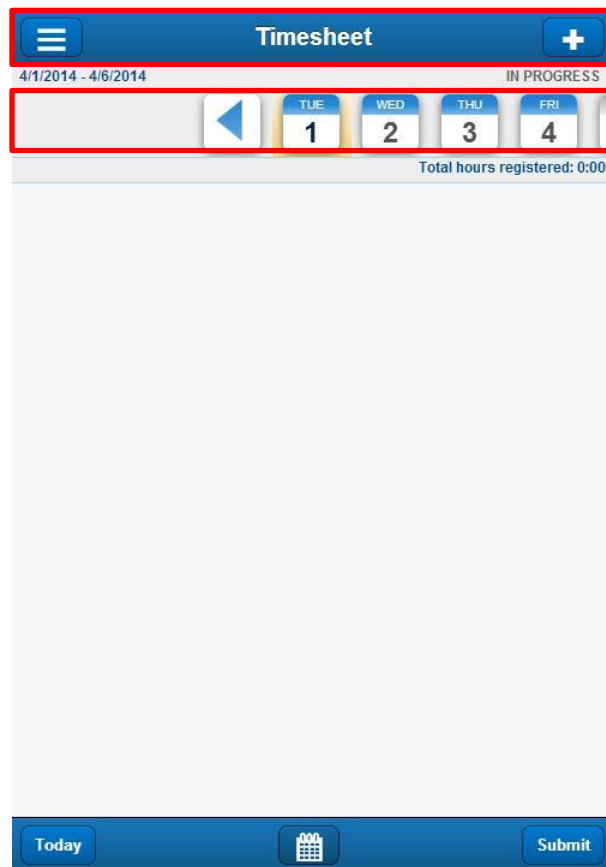 Timesheet
4/1/2014 - 4/6/2014 IN PROGRESS
TUE WED THU FRI
1 2 3 4
Total hours registered: 0:00
Today Submit